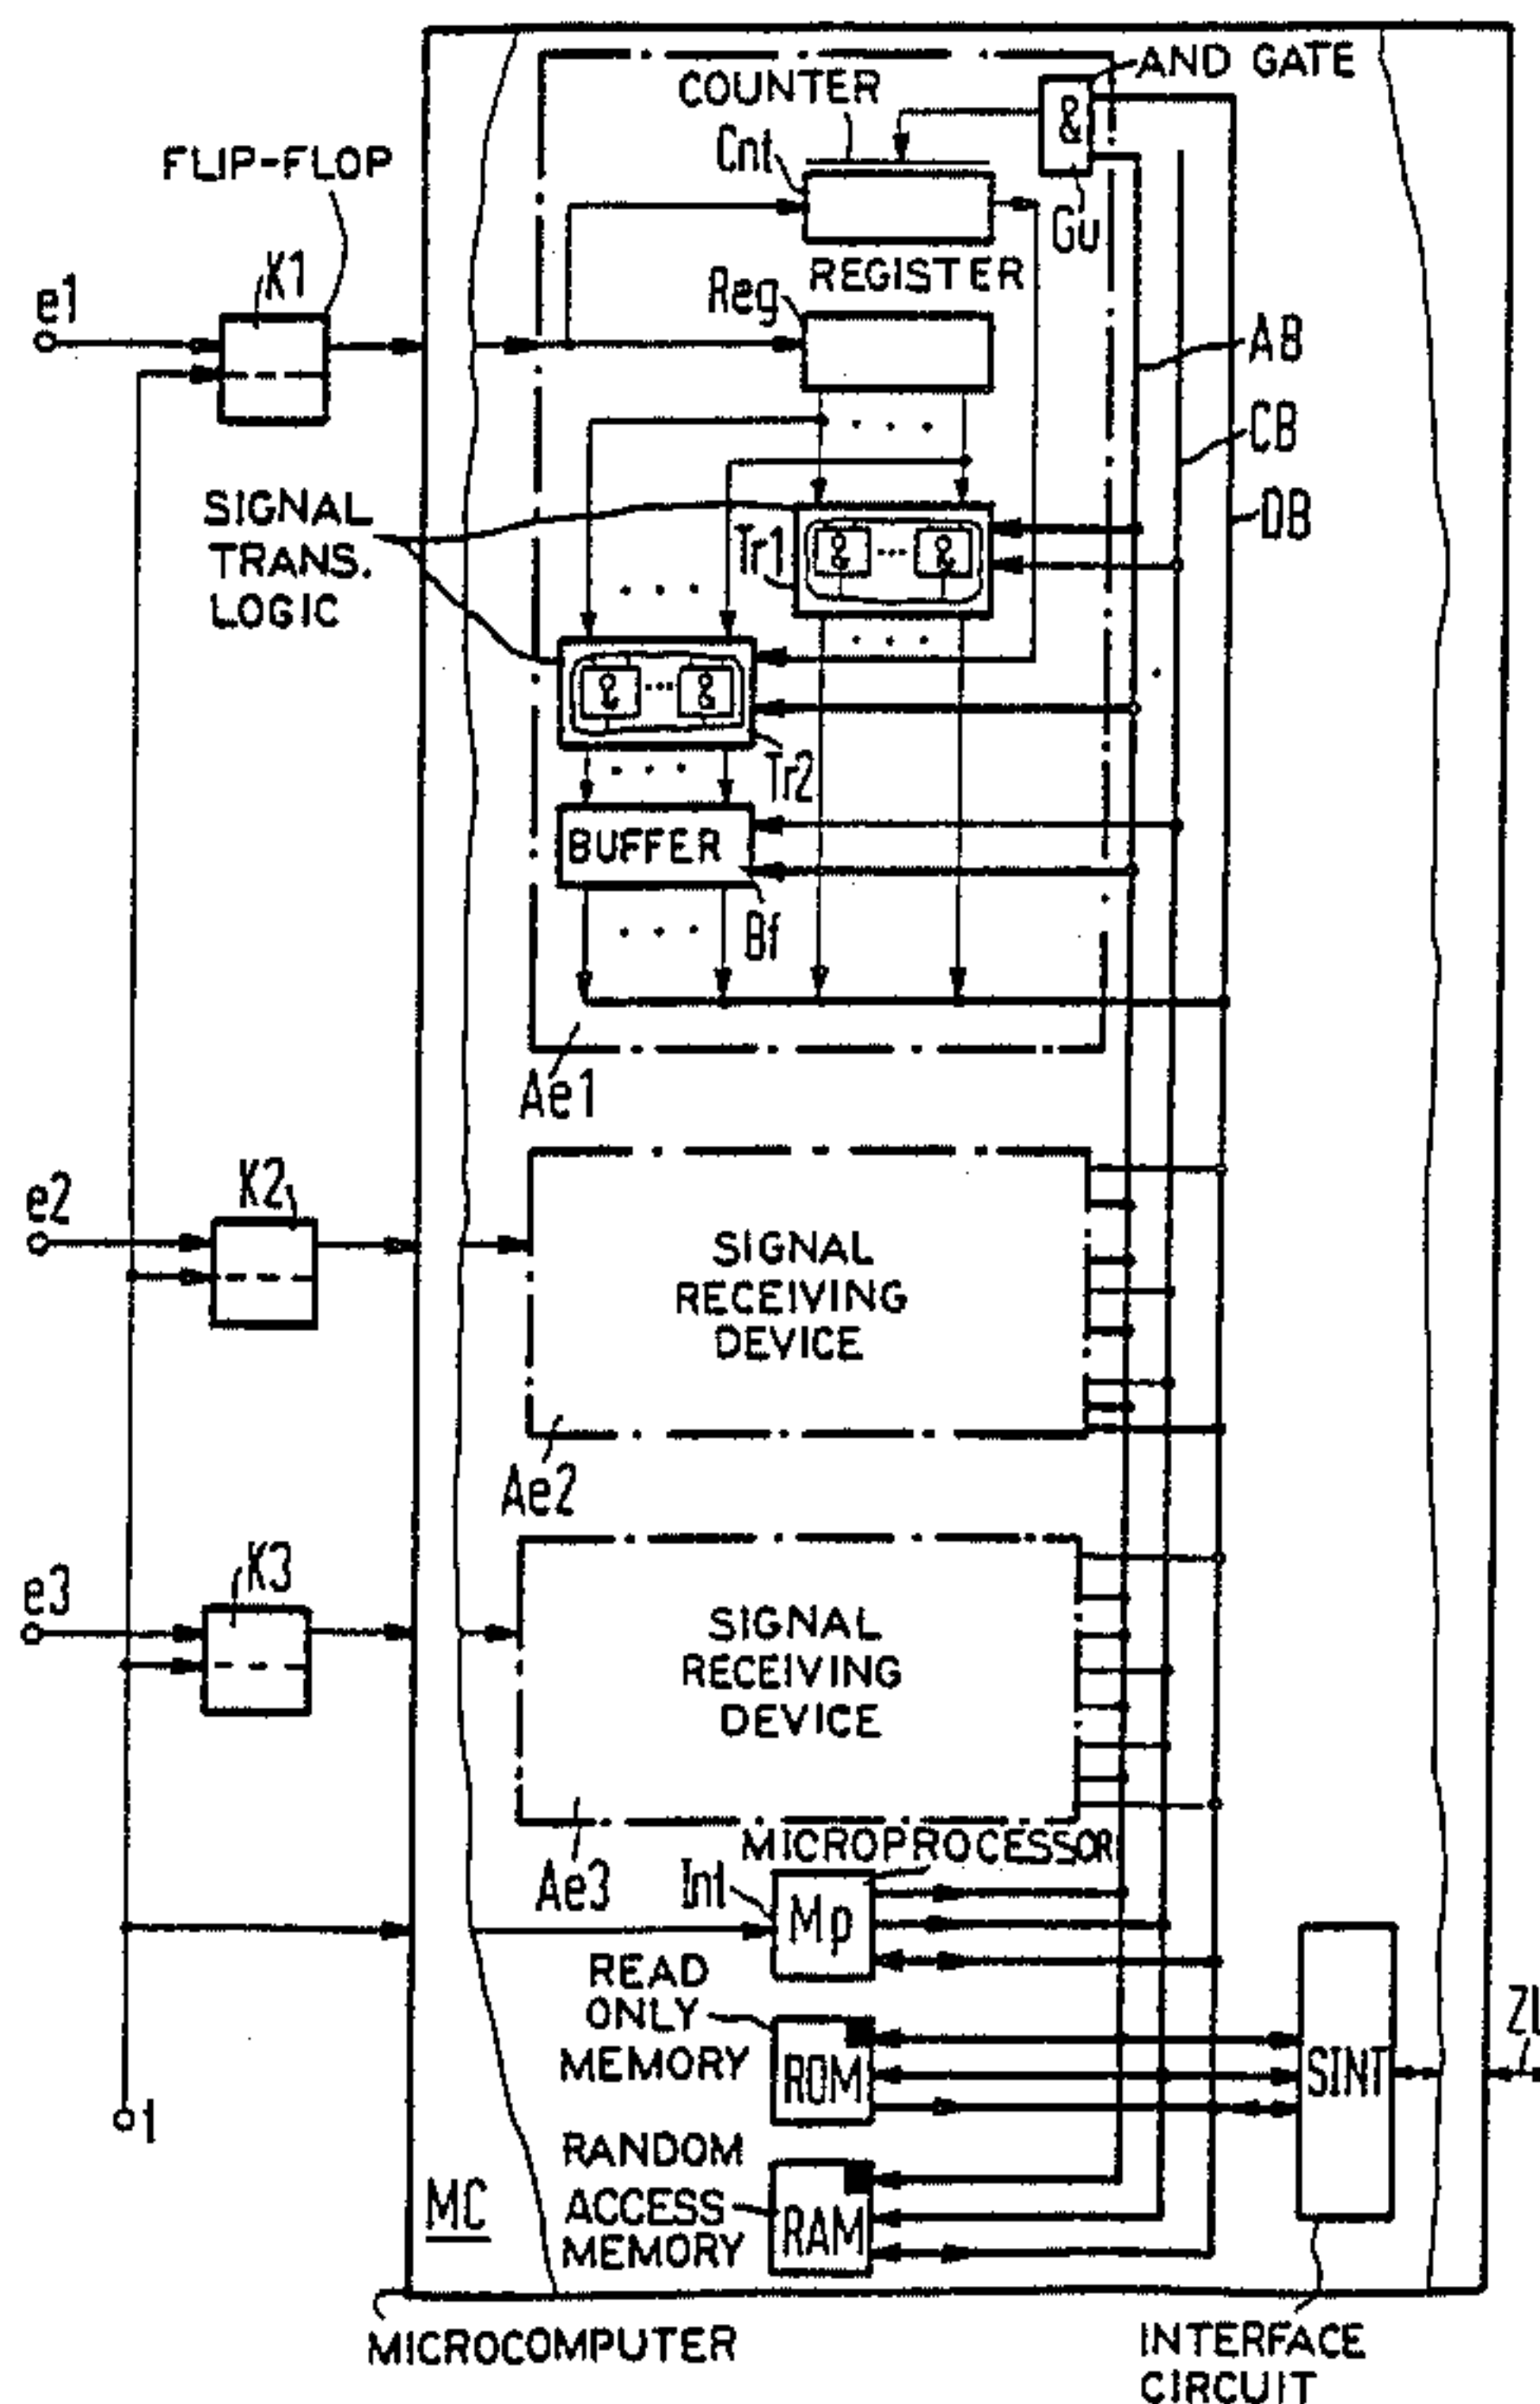 AND GATE
COUNTER
&
Cnt
FLIP-FLOP
Gu
K1
REGISTER
Reg
e1
AB
CB
SIGNAL
TRANS.
LOGIC
DB
Tr1
& ... &
& ... &
Tr2
BUFFER
Bf
Ae1
K2
e2
SIGNAL
RECEIVING
DEVICE
Ae2
K3
e3
SIGNAL
RECEIVING
DEVICE
MICROPROCESSOR
Ae3
Int
Mp
READ
ONLY
MEMORY
ROM
SINT
1
RANDOM
ACCESS
MEMORY
RAM
MC
MICROCOMPUTER
INTERFACE
CIRCUIT